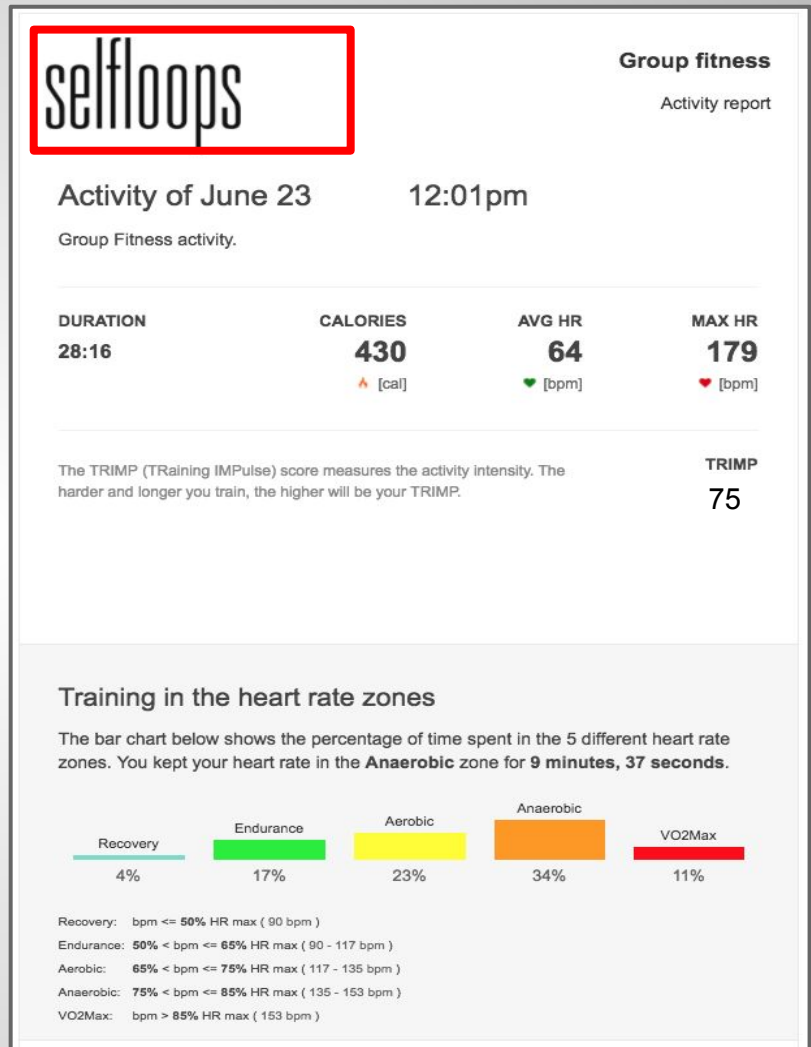 selfloops
Group fitness
Activity report
Activity of June 23 12:01pm
Group Fitness activity.
DURATION CALORIES AVG HR MAX HR
28:16 430 64 179
[cal] [bpm] [bpm]
The TRIMP (TRaining IMPulse) score measures the activity intensity. The
harder and longer you train, the higher will be your TRIMP.
TRIMP
75
Training in the heart rate zones
The bar chart below shows the percentage of time spent in the 5 different heart rate
zones. You kept your heart rate in the Anaerobic zone for 9 minutes, 37 seconds.
Recovery Endurance Aerobic Anaerobic VO2Max
4% 17% 23% 34% 11%
Recovery: bpm <= 50% HR max ( 90 bpm )
Endurance: 50% < bpm <= 65% HR max ( 90 - 117 bpm )
Aerobic: 65% < bpm <= 75% HR max ( 117 - 135 bpm )
Anaerobic: 75% < bpm <= 85% HR max ( 135 - 153 bpm )
VO2Max: bpm > 85% HR max ( 153 bpm )